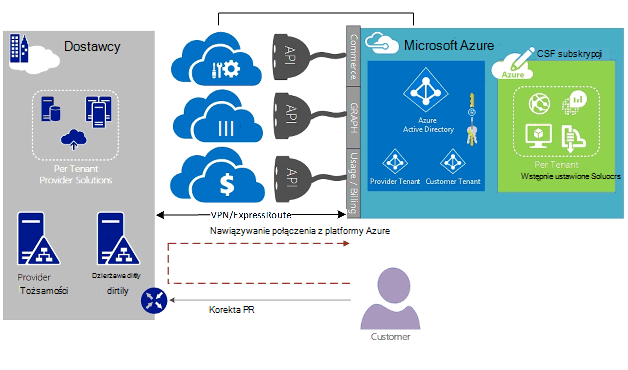 Dostawcy
Per Tenant
Provider Solutions
Provider
Tożsamości
Dzierżawe dirtly
dirtily
API
API
API
Commerce
GRAPH
Usage / Billing
Microsoft Azure
Azure
Active Directory
Provider Tenant
Customer Tenant
CSF subskrypcji
Azure
Per Tenant
Wstępnie ustawione Soluocrs
VPN/ExpressRoute
Nawiązywanie połączenia z platformy Azure
Korekta PR
Customer